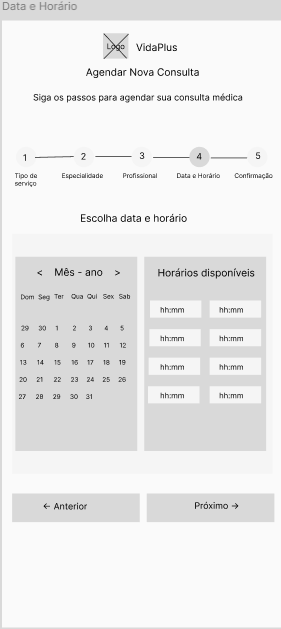 Data e Horário
Logo VidaPlus
Agendar Nova Consulta
Siga os passos para agendar sua consulta médica
1 2 3 4 5
Tipo de serviço Especialidade Profissional Data e Horário Confirmação
Escolha data e horário
< Mês - ano >
Dom Seg Ter Qua Qui Sex Sab
29 30 1 2 3 4 5
6 7 8 9 10 11 12
13 14 15 16 17 18 19
20 21 22 23 24 25 26
27 28 29 30 31
Horários disponíveis
hh:mm hh:mm
hh:mm hh:mm
hh:mm hh:mm
hh:mm hh:mm
← Anterior Próximo →